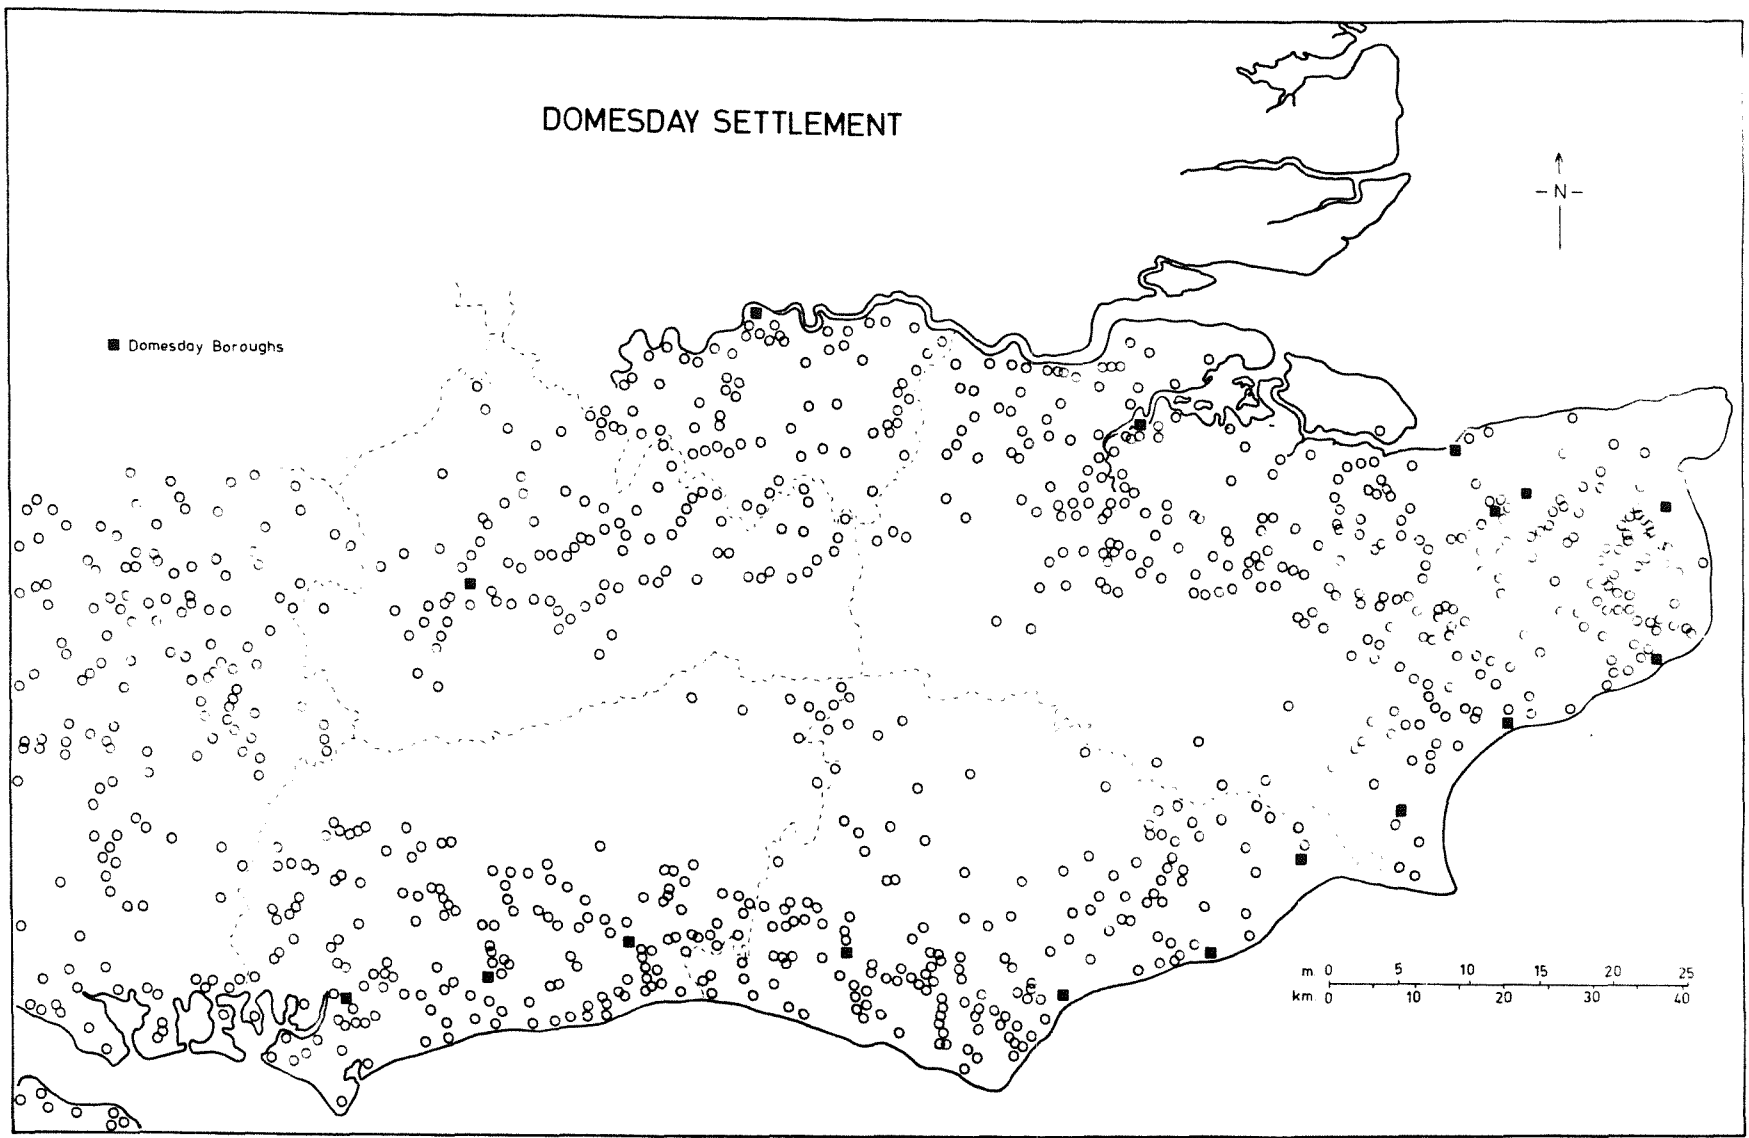 DOMESDAY SETTLEMENT
-N-
Domesday Boroughs
m 0 5 10 15 20 25
km. 0 10 20 30 40